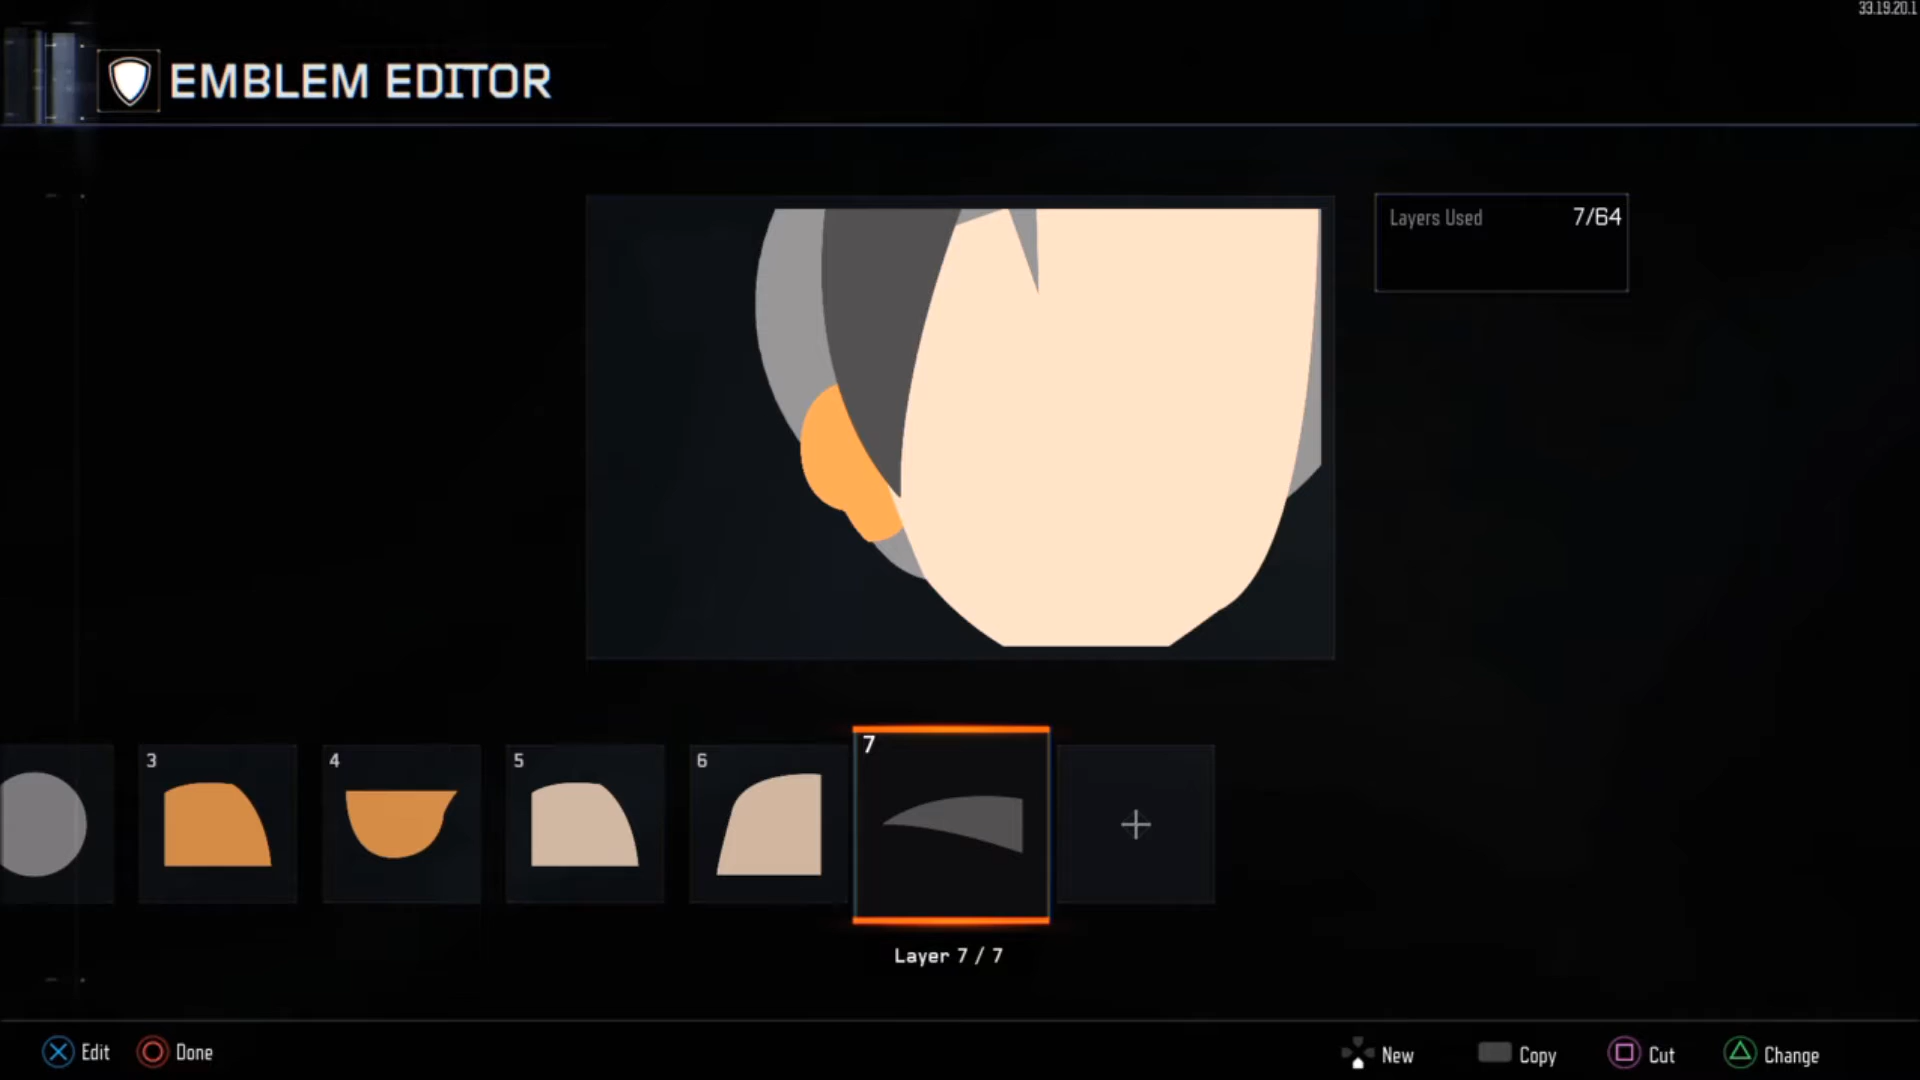 33.19.20.1
EMBLEM EDITOR
Layers Used 7/64
3
4
5
6
7
Layer 7 / 7
Edit
Done
New
Copy
Cut
Change